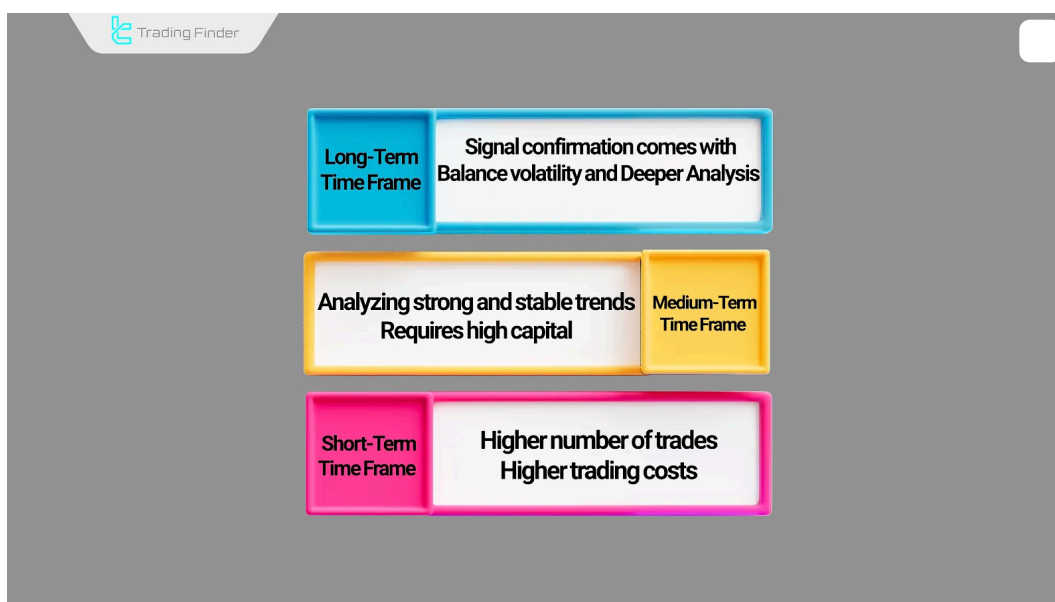 Trading Finder
Long-Term
Time Frame
Signal confirmation comes with
Balance volatility and Deeper Analysis
Analyzing strong and stable trends
Requires high capital
Medium-Term
Time Frame
Short-Term
Time Frame
Higher number of trades
Higher trading costs